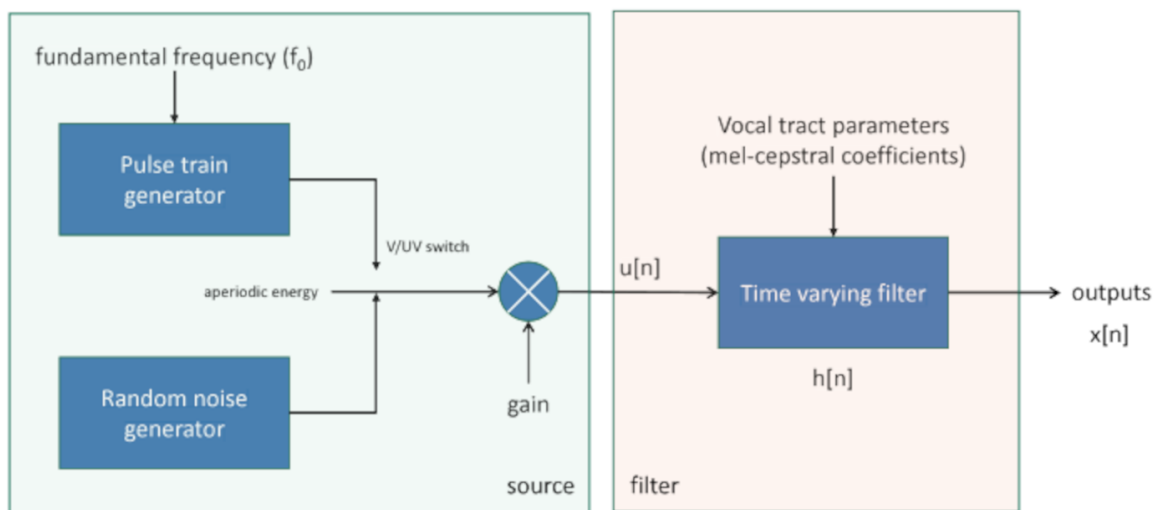 fundamental frequency (f₀)
Pulse train
generator
V/UV switch
aperiodic energy
Random noise
generator
gain
source
u[n]
Vocal tract parameters
(mel-cepstral coefficients)
Time varying filter
h[n]
filter
outputs
x[n]